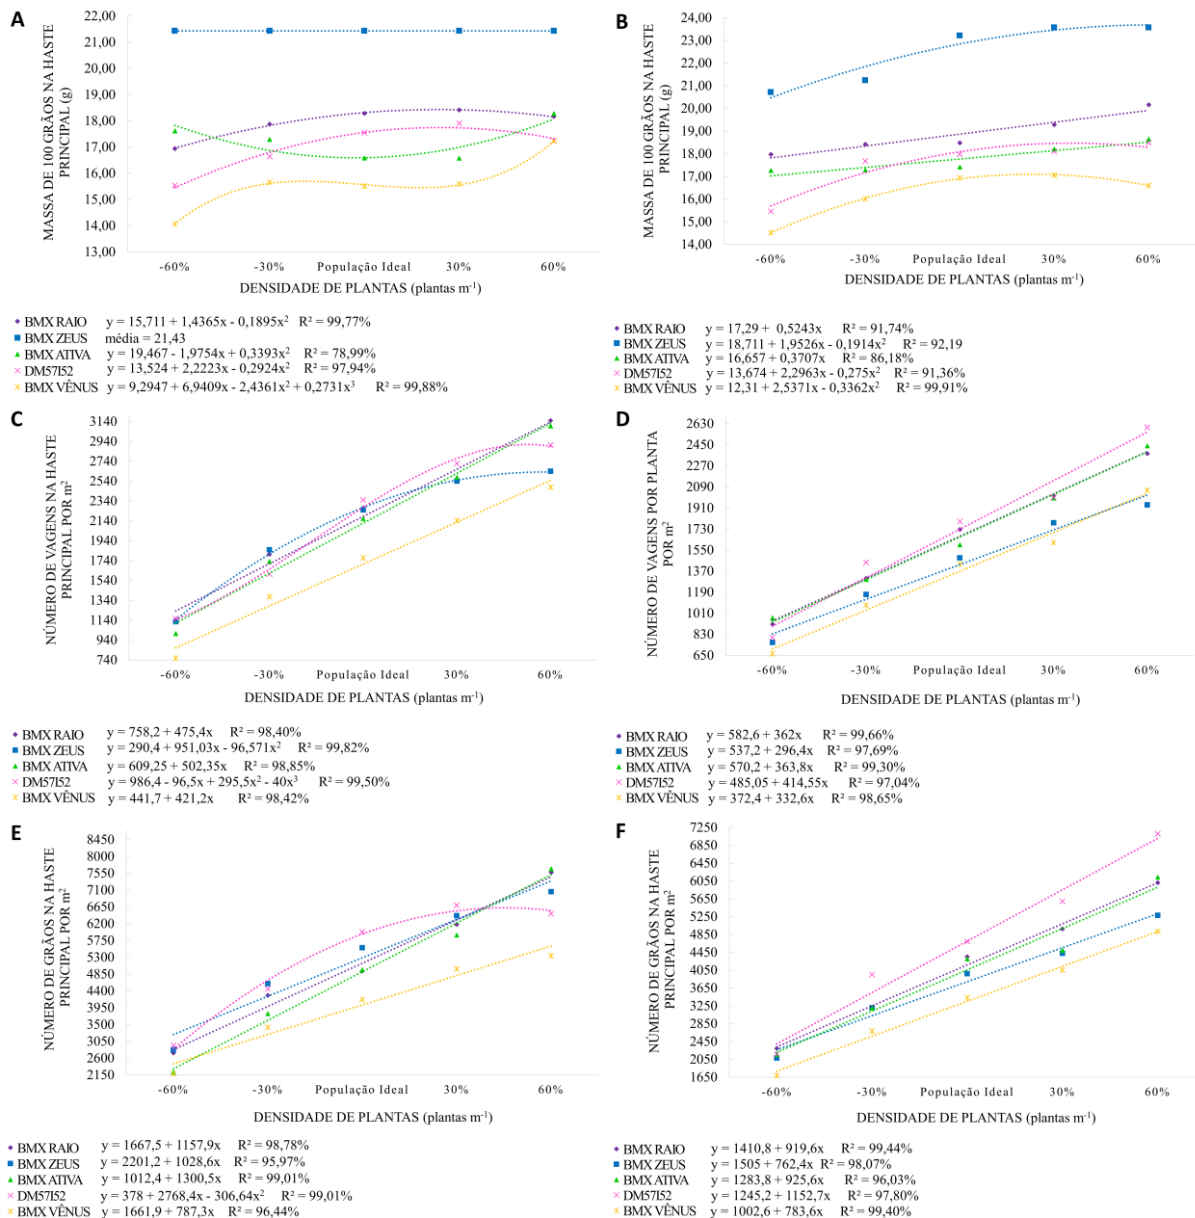 A
MASSA DE 100 GRÃOS NA HASTE
PRINCIPAL (g)
22,00
21,00
20,00
19,00
18,00
17,00
16,00
15,00
14,00
13,00
-60% -30% População Ideal 30% 60%
DENSIDADE DE PLANTAS (plantas m⁻¹)
BMX RAIO y = 15,711 + 1,4365x - 0,1895x² R² = 99,77%
BMX ZEUS média = 21,43
BMX ATIVA y = 19,467 - 1,9754x + 0,3393x² R² = 78,99%
DM57I52 y = 13,524 + 2,2223x - 0,2924x² R² = 97,94%
BMX VÊNUS y = 9,2947 + 6,9409x - 2,4361x² + 0,2731x³ R² = 99,88%
B
MASSA DE 100 GRÃOS NA HASTE
PRINCIPAL (g)
24,00
23,00
22,00
21,00
20,00
19,00
18,00
17,00
16,00
15,00
14,00
-60% -30% População Ideal 30% 60%
DENSIDADE DE PLANTAS (plantas m⁻¹)
BMX RAIO y = 17,29 + 0,5243x R² = 91,74%
BMX ZEUS y = 18,711 + 1,9526x - 0,1914x² R² = 92,19
BMX ATIVA y = 16,657 + 0,3707x R² = 86,18%
DM57I52 y = 13,674 + 2,2963x - 0,275x² R² = 91,36%
BMX VÊNUS y = 12,31 + 2,5371x - 0,3362x² R² = 99,91%
C
NÚMERO DE VAGENS NA HASTE
PRINCIPAL POR m²
3140
2940
2740
2540
2340
2140
1940
1740
1540
1340
1140
940
740
-60% -30% População Ideal 30% 60%
DENSIDADE DE PLANTAS (plantas m⁻¹)
BMX RAIO y = 758,2 + 475,4x R² = 98,40%
BMX ZEUS y = 290,4 + 951,03x - 96,571x² R² = 99,82%
BMX ATIVA y = 609,25 + 502,35x R² = 98,85%
DM57I52 y = 986,4 - 96,5x + 295,5x² - 40x³ R² = 99,50%
BMX VÊNUS y = 441,7 + 421,2x R² = 98,42%
D
NÚMERO DE VAGENS POR PLANTA
POR m²
2630
2450
2270
2090
1910
1730
1550
1370
1190
1010
830
650
-60% -30% População Ideal 30% 60%
DENSIDADE DE PLANTAS (plantas m⁻¹)
BMX RAIO y = 582,6 + 362x R² = 99,66%
BMX ZEUS y = 537,2 + 296,4x R² = 97,69%
BMX ATIVA y = 570,2 + 363,8x R² = 99,30%
DM57I52 y = 485,05 + 414,55x R² = 97,04%
BMX VÊNUS y = 372,4 + 332,6x R² = 98,65%
E
NÚMERO DE GRÃOS NA HASTE
PRINCIPAL POR m²
8450
8000
7550
7100
6650
6200
5750
5300
4850
4400
3950
3500
3050
2600
2150
-60% -30% População Ideal 30% 60%
DENSIDADE DE PLANTAS (plantas m⁻¹)
BMX RAIO y = 1667,5 + 1157,9x R² = 98,78%
BMX ZEUS y = 2201,2 + 1028,6x R² = 95,97%
BMX ATIVA y = 1012,4 + 1300,5x R² = 99,01%
DM57I52 y = 378 + 2768,4x - 306,64x² R² = 99,01%
BMX VÊNUS y = 1661,9 + 787,3x R² = 96,44%
F
NÚMERO DE GRÃOS NA HASTE
PRINCIPAL POR m²
7250
6850
6450
6050
5650
5250
4850
4450
4050
3650
3250
2850
2450
2050
1650
-60% -30% População Ideal 30% 60%
DENSIDADE DE PLANTAS (plantas m⁻¹)
BMX RAIO y = 1410,8 + 919,6x R² = 99,44%
BMX ZEUS y = 1505 + 762,4x R² = 98,07%
BMX ATIVA y = 1283,8 + 925,6x R² = 96,03%
DM57I52 y = 1245,2 + 1152,7x R² = 97,80%
BMX VÊNUS y = 1002,6 + 783,6x R² = 99,40%